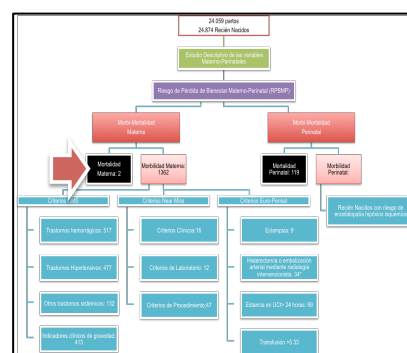 24.059 partos
24.874 Recién Nacidos
Estudio Descriptivo de las variables
Materno-Perinatales
Riesgo de Pérdida de Bienestar Materno-Perinatal (RPBMP)
Morbi-Mortalidad
Materna
Morbi-Mortalidad
Perinatal
Mortalidad
Materna: 2
Morbilidad Materna:
1362
Mortalidad
Perinatal: 119
Morbilidad
Perinatal:
Criterios
Criterios Near Miss
Criterios Euro-Peristat
Recién Nacidos con riesgo de
encefalopatía hipóxico isquémica
Trastornos hemorrágicos: 517
Trastornos Hipertensivos: 477
Otros trastornos sistémicos: 132
Indicadores clínicos de gravedad:
413
Criterios Clínicos:16
Criterios de Laboratorio: 12
Criterios de Procedimiento:47
Eclampsia: 9
Histerectomía o embolización
arterial mediante radiología
intervencionista: 34*
Estancia en UCI> 24 horas:
Transfusión >5:33